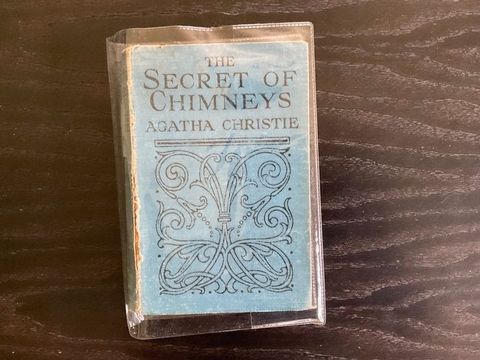 THE
SECRET OF
CHIMNEYS
AGATHA CHRISTIE